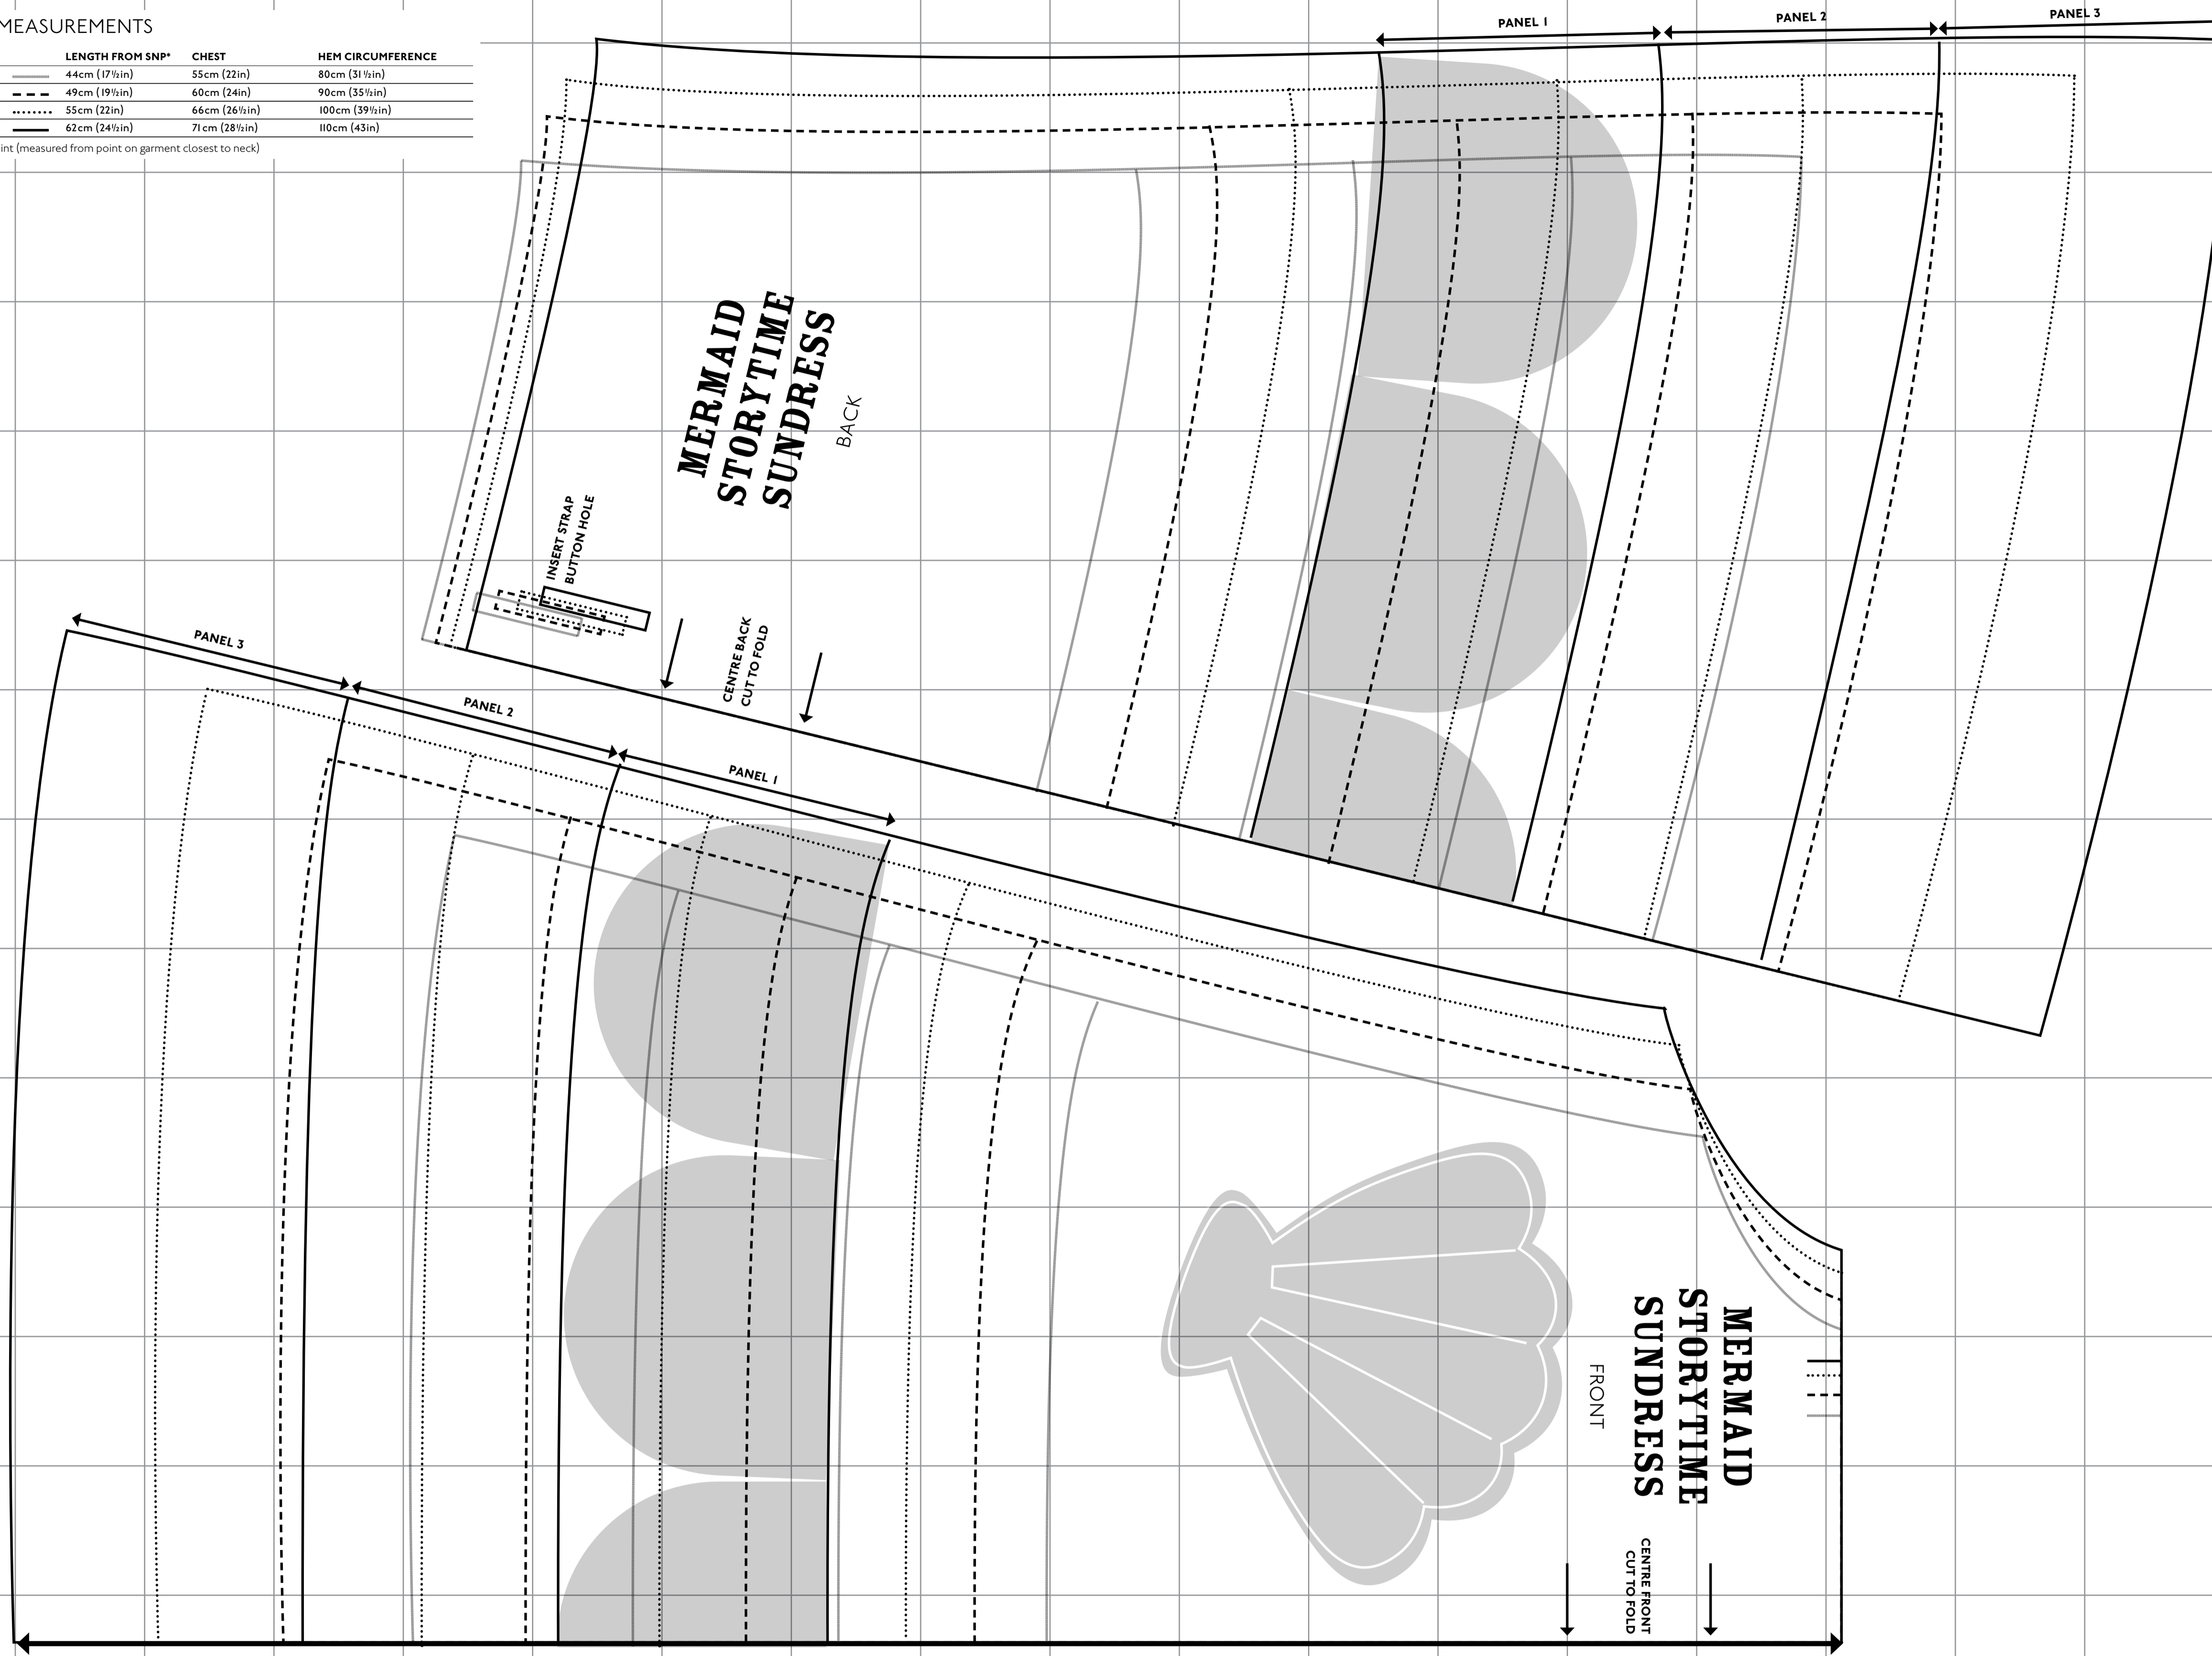 MEASUREMENTS
LENGTH FROM SNP* CHEST HEM CIRCUMFERENCE
44cm (17½in) 55cm (22in) 80cm (31½in)
49cm (19½in) 60cm (24in) 90cm (35½in)
55cm (22in) 66cm (26½in) 100cm (39½in)
62cm (24½in) 71cm (28½in) 110cm (43in)
int (measured from point on garment closest to neck)
PANEL 1
PANEL 2
PANEL 3
MERMAID
STORYTIME
SUNDRESS
BACK
INSERT STRAP
BUTTON HOLE
CENTRE BACK
CUT TO FOLD
PANEL 3
PANEL 2
PANEL 1
MERMAID
STORYTIME
SUNDRESS
FRONT
CENTRE FRONT
CUT TO FOLD